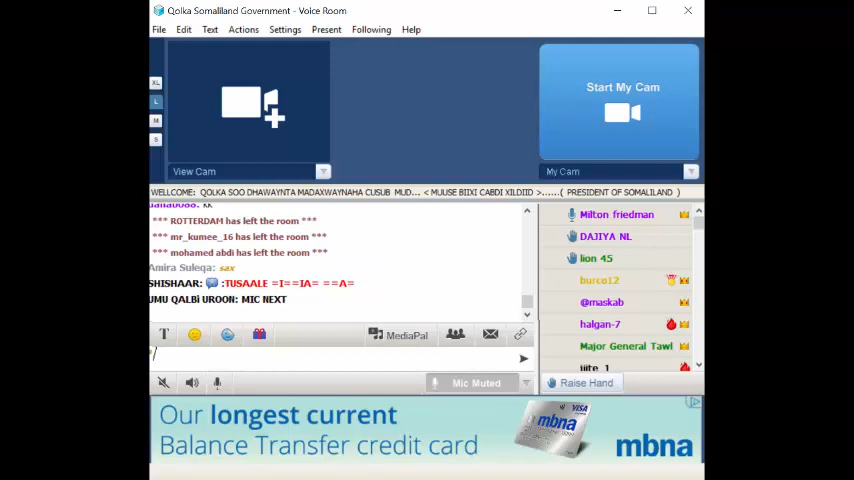 Qolka Somaliland Government - Voice Room
File Edit Text Actions Settings Present Following Help
XL
L
M
S
Start My Cam
View Cam
My Cam
WELLCOME: QOLKA SOO DHAWAYNTA MADAXWAYNAHA CUSUB MUD... < MUUSE BIIXI CABDI XILDIID >......( PRESIDENT OF SOMALILAND )
*** ROTTERDAM has left the room ***
*** mr_kumee_16 has left the room ***
*** mohamed abdi has left the room ***
Amira Suleqa: sax
SHISHAAR: :TUSAALE =I==IA= ==A=
UMU QALBi UROON: MIC NEXT
Milton friedman
DAJIYA NL
lion 45
burco12
@maskab
halgan-7
Major General Tawl
T
MediaPal
Mic Muted
Raise Hand
Our longest current
Balance Transfer credit card
VISA
mbna
mbna